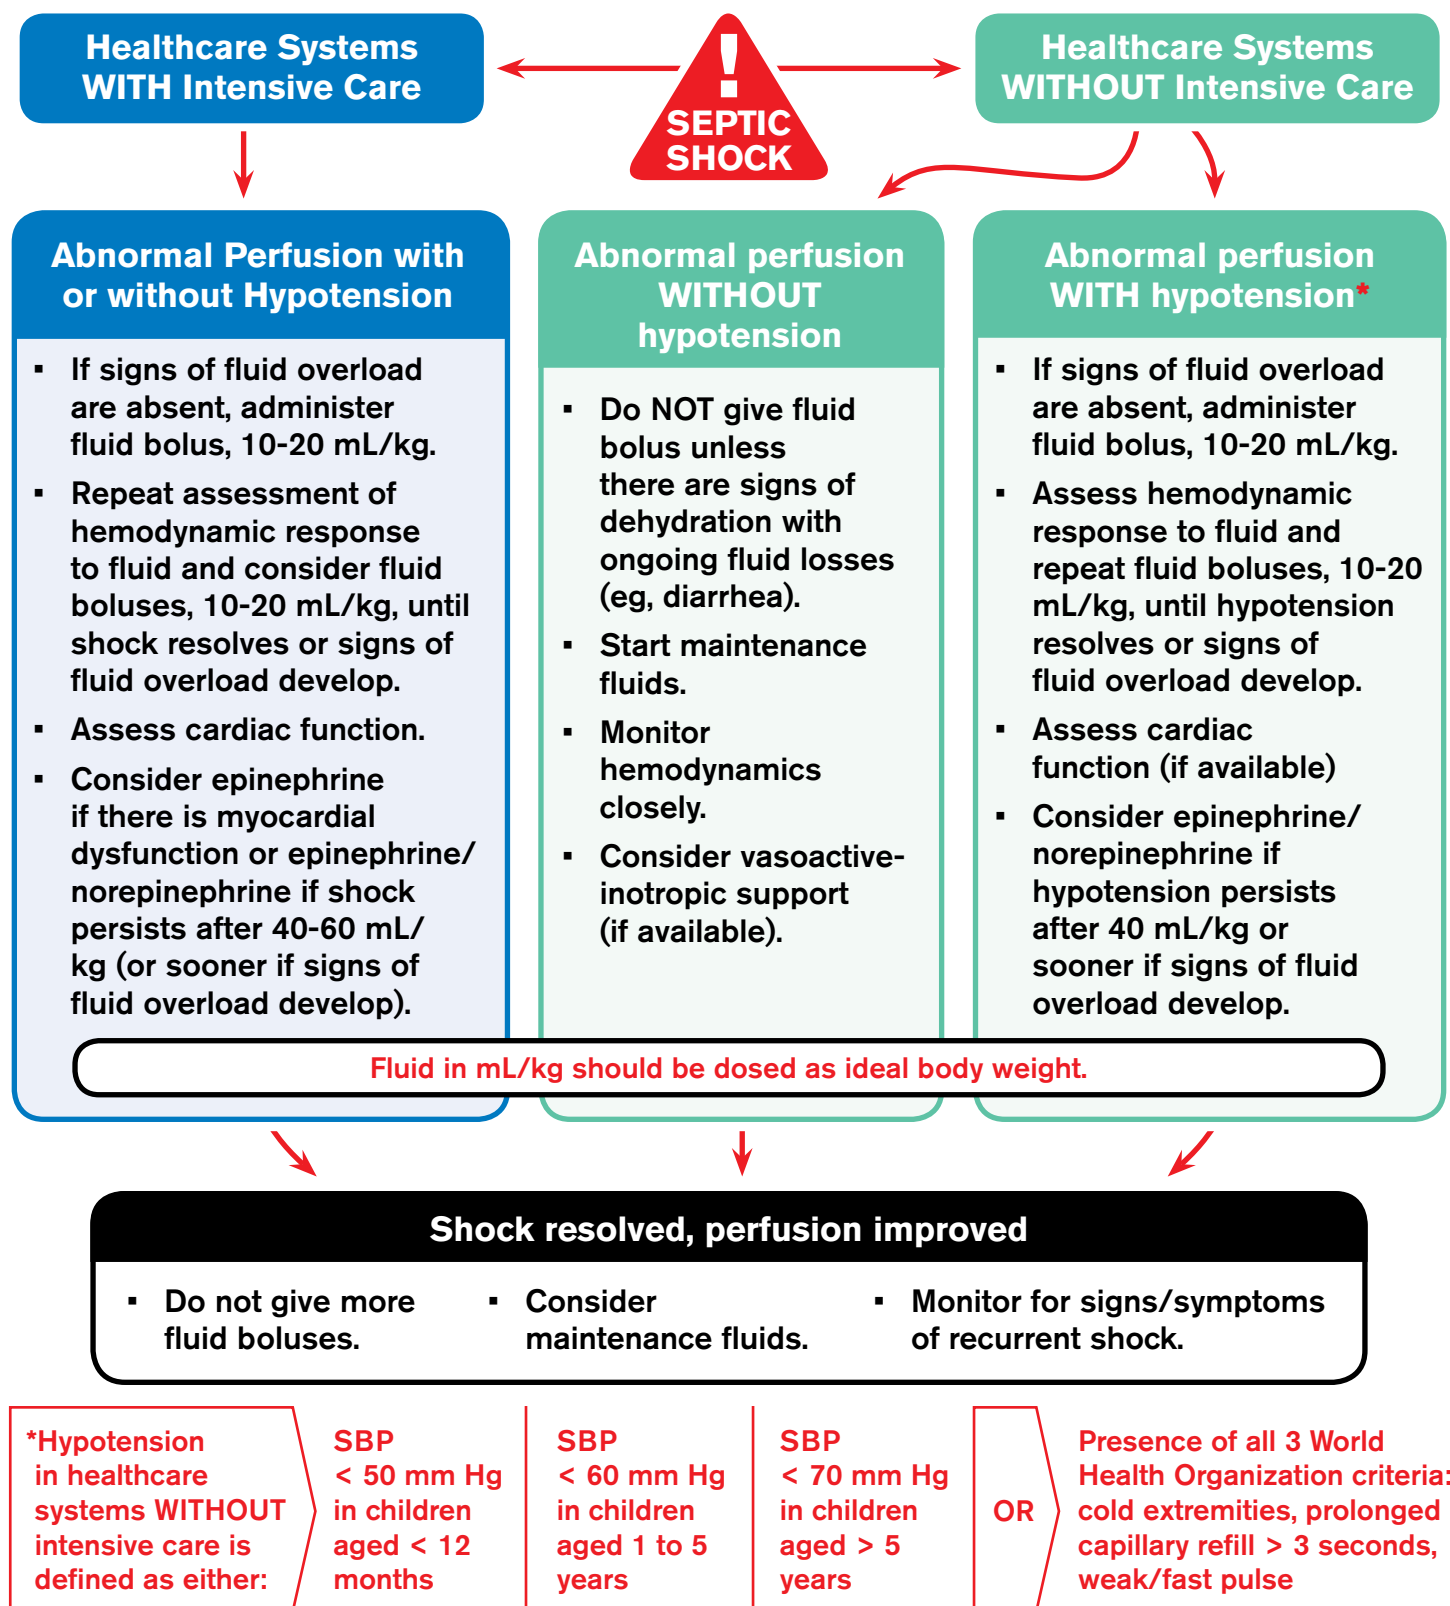 Healthcare Systems
WITH Intensive Care
!
SEPTIC
SHOCK
Healthcare Systems
WITHOUT Intensive Care
Abnormal Perfusion with
or without Hypotension
▪ If signs of fluid overload
are absent, administer
fluid bolus, 10-20 mL/kg.
▪ Repeat assessment of
hemodynamic response
to fluid and consider fluid
boluses, 10-20 mL/kg, until
shock resolves or signs of
fluid overload develop.
▪ Assess cardiac function.
▪ Consider epinephrine
if there is myocardial
dysfunction or epinephrine/
norepinephrine if shock
persists after 40-60 mL/
kg (or sooner if signs of
fluid overload develop).
Abnormal perfusion
WITHOUT
hypotension
▪ Do NOT give fluid
bolus unless
there are signs of
dehydration with
ongoing fluid losses
(eg, diarrhea).
▪ Start maintenance
fluids.
▪ Monitor
hemodynamics
closely.
▪ Consider vasoactive-
inotropic support
(if available).
Abnormal perfusion
WITH hypotension*
▪ If signs of fluid overload
are absent, administer
fluid bolus, 10-20 mL/kg.
▪ Assess hemodynamic
response to fluid and
repeat fluid boluses, 10-20
mL/kg, until hypotension
resolves or signs of
fluid overload develop.
▪ Assess cardiac
function (if available)
▪ Consider epinephrine/
norepinephrine if
hypotension persists
after 40 mL/kg or
sooner if signs of fluid
overload develop.
Fluid in mL/kg should be dosed as ideal body weight.
Shock resolved, perfusion improved
▪ Do not give more
fluid boluses.
▪ Consider
maintenance fluids.
▪ Monitor for signs/symptoms
of recurrent shock.
*Hypotension
in healthcare
systems WITHOUT
intensive care is
defined as either:
SBP
< 50 mm Hg
in children
aged < 12
months
SBP
< 60 mm Hg
in children
aged 1 to 5
years
SBP
< 70 mm Hg
in children
aged > 5
years
OR
Presence of all 3 World
Health Organization criteria:
cold extremities, prolonged
capillary refill > 3 seconds,
weak/fast pulse